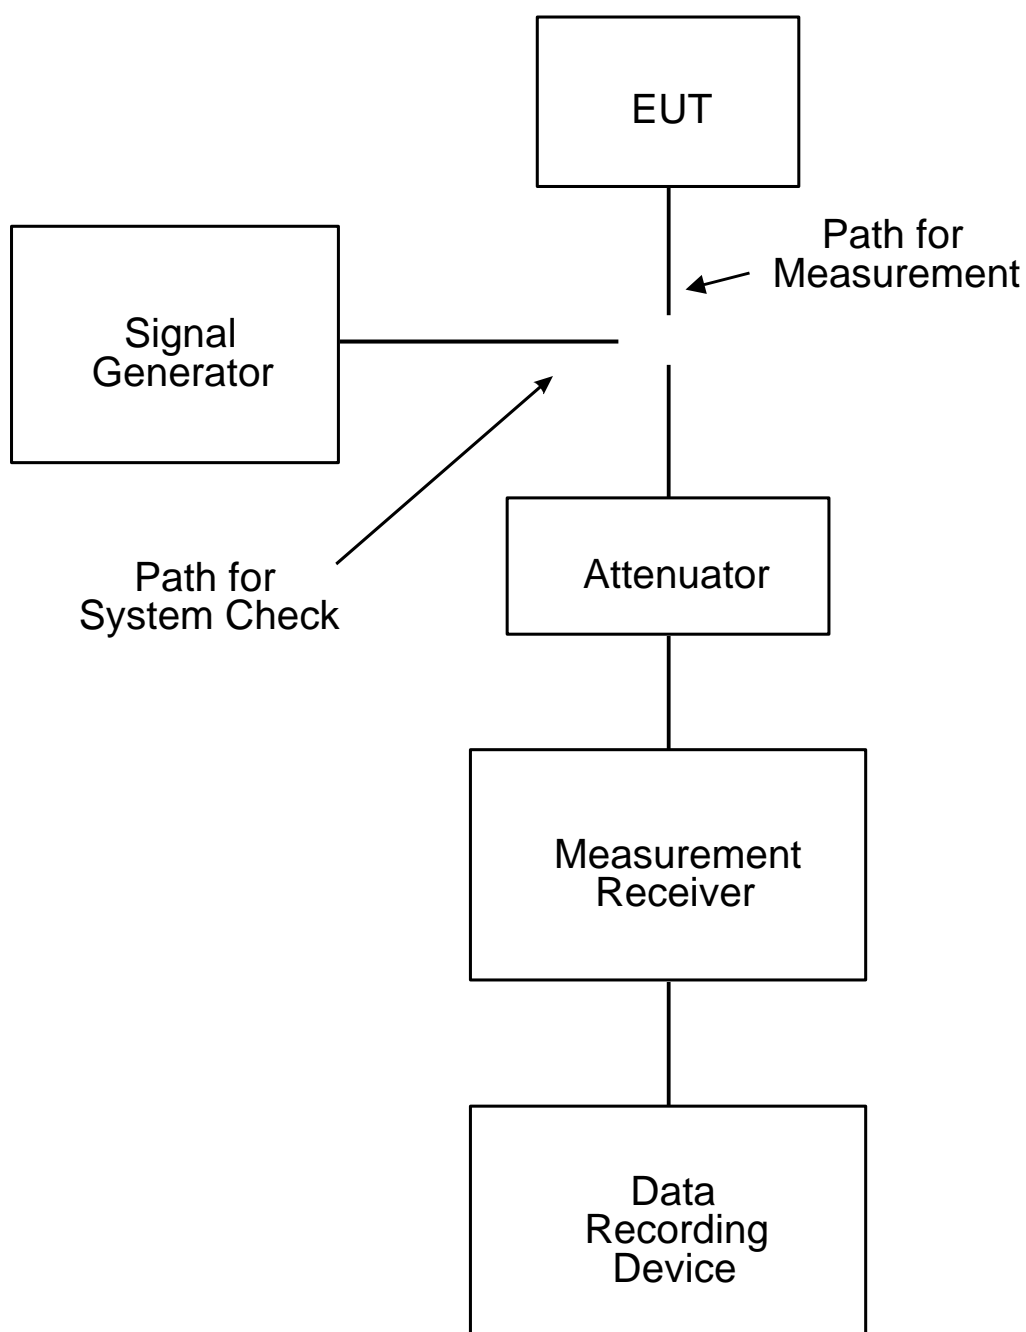 EUT
Path for
Measurement
Signal
Generator
Path for
System Check
Attenuator
Measurement
Receiver
Data
Recording
Device